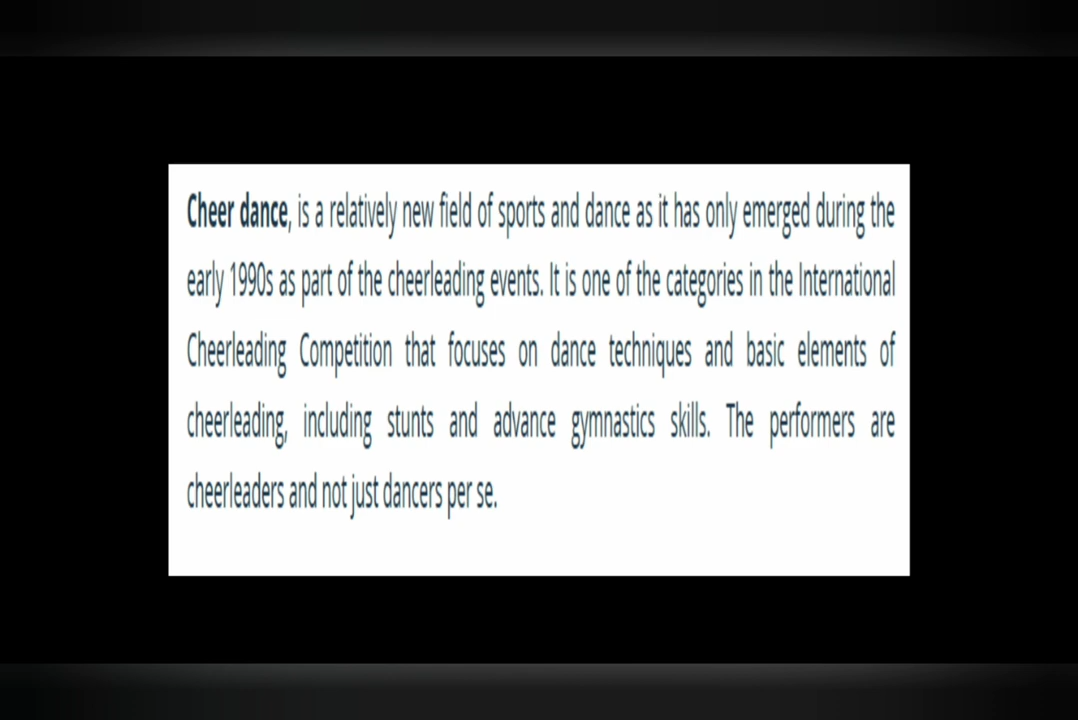 Cheer dance, is a relatively new field of sports and dance as it has only emerged during the
early 1990s as part of the cheerleading events. It is one of the categories in the International
Cheerleading Competition that focuses on dance techniques and basic elements of
cheerleading, including stunts and advance gymnastics skills. The performers are
cheerleaders and not just dancers per se.